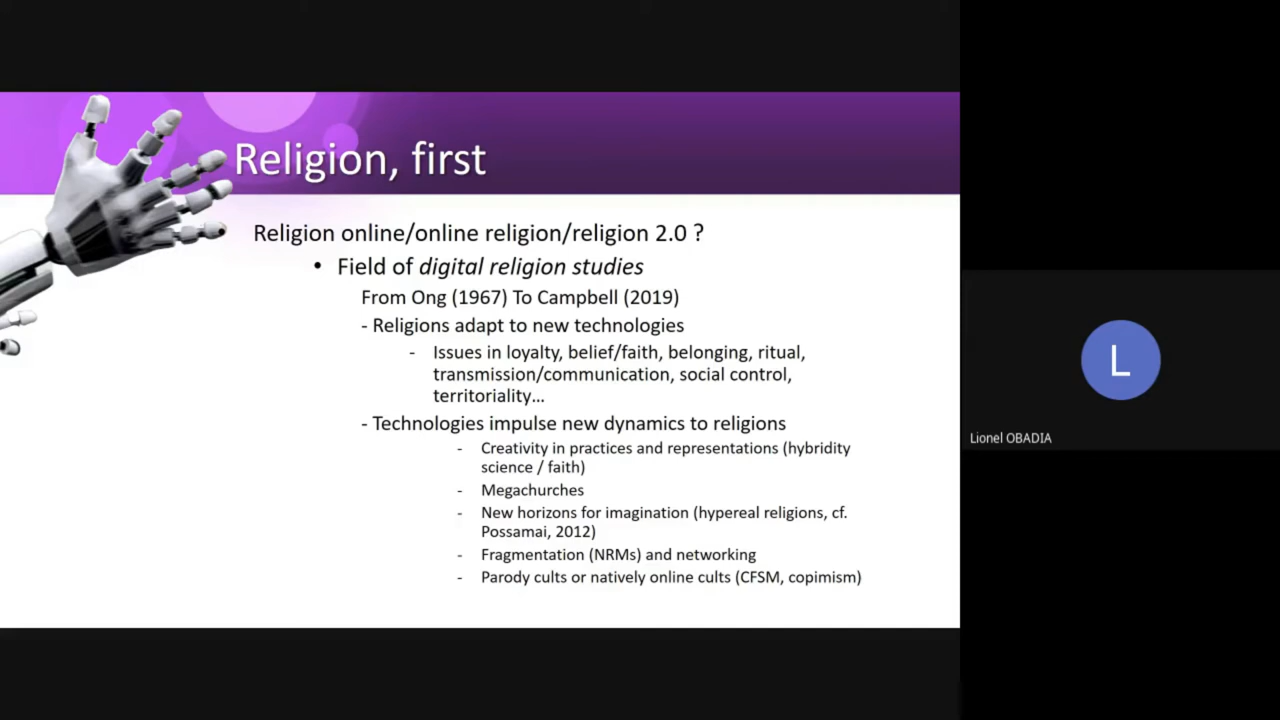 Religion, first
Religion online/online religion/religion 2.0 ?
• Field of digital religion studies
From Ong (1967) To Campbell (2019)
- Religions adapt to new technologies
- Issues in loyalty, belief/faith, belonging, ritual,
transmission/communication, social control,
territoriality…
- Technologies impulse new dynamics to religions
- Creativity in practices and representations (hybridity
science / faith)
- Megachurches
- New horizons for imagination (hypereal religions, cf.
Possamai, 2012)
- Fragmentation (NRMs) and networking
- Parody cults or natively online cults (CFSM, copimism)
L
Lionel OBADIA